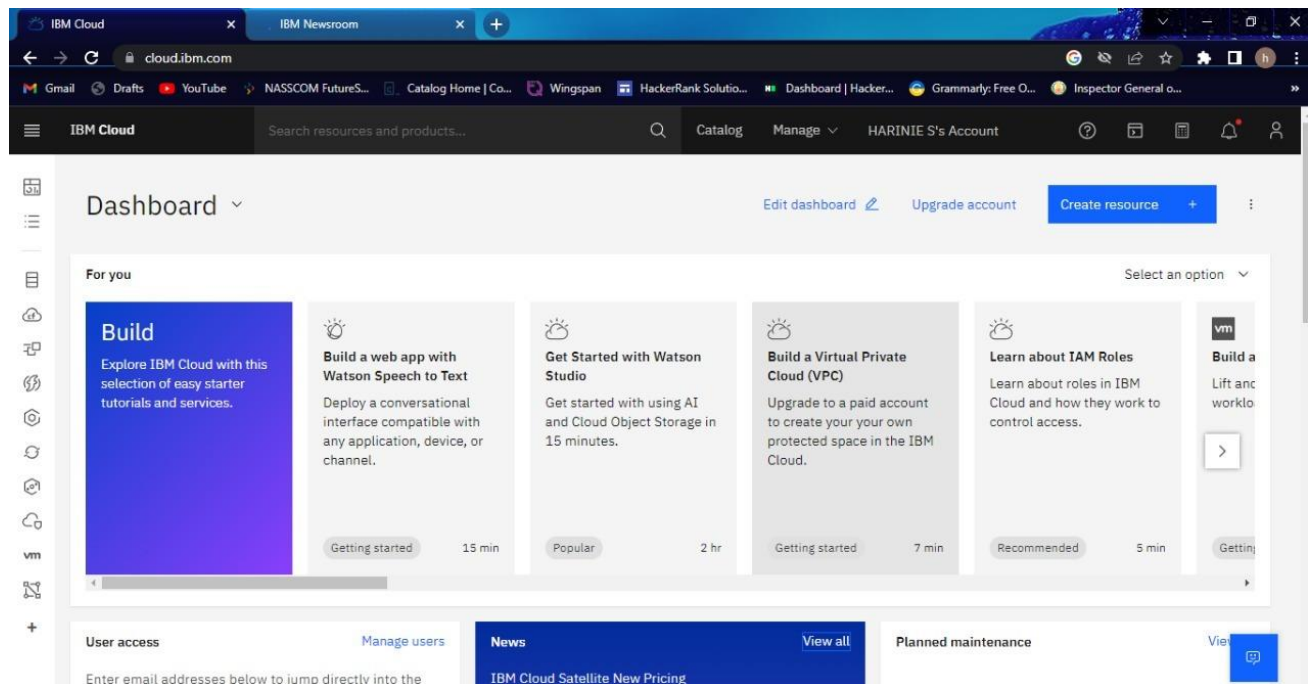 IBM Cloud
IBM Newsroom
cloud.ibm.com
h
Gmail
Drafts
YouTube
NASSCOM FutureS...
Catalog Home | Co...
Wingspan
HackerRank Solutio...
Dashboard | Hacker...
Grammarly: Free O...
Inspector General o...
»
IBM Cloud
Search resources and products...
Catalog
Manage
HARINIE S's Account
Dashboard
Edit dashboard
Upgrade account
Create resource +
For you
Select an option
Build
Explore IBM Cloud with this
selection of easy starter
tutorials and services.
Build a web app with
Watson Speech to Text
Deploy a conversational
interface compatible with
any application, device, or
channel.
Getting started
15 min
Get Started with Watson
Studio
Get started with using AI
and Cloud Object Storage in
15 minutes.
Popular
2 hr
Build a Virtual Private
Cloud (VPC)
Upgrade to a paid account
to create your your own
protected space in the IBM
Cloud.
Getting started
7 min
Learn about IAM Roles
Learn about roles in IBM
Cloud and how they work to
control access.
Recommended
5 min
vm
Build a
Lift and
worklo
Getting
vm
User access
Manage users
Enter email addresses below to jump directly into the
News
View all
IBM Cloud Satellite New Pricing
Planned maintenance